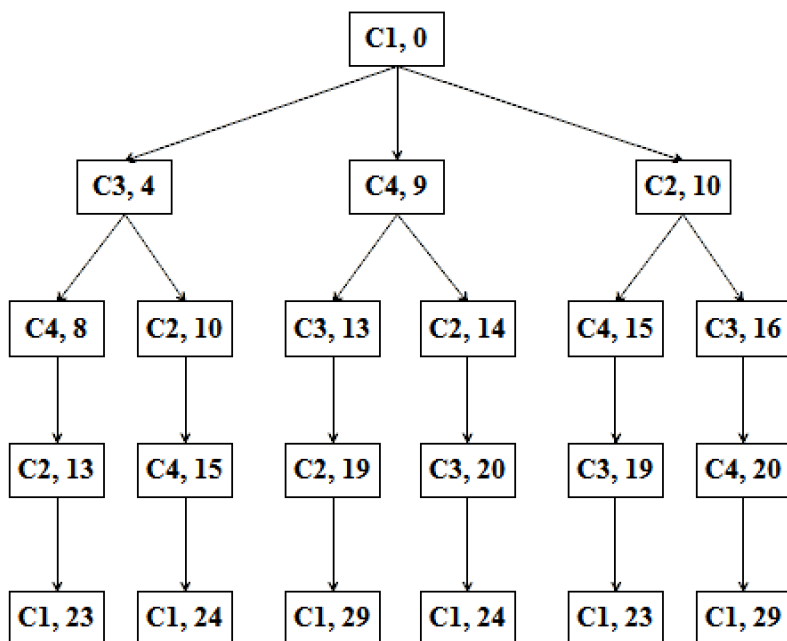 C1, 0
C3, 4
C4, 9
C2, 10
C4, 8
C2, 10
C3, 13
C2, 14
C4, 15
C3, 16
C2, 13
C4, 15
C2, 19
C3, 20
C3, 19
C4, 20
C1, 23
C1, 24
C1, 29
C1, 24
C1, 23
C1, 29